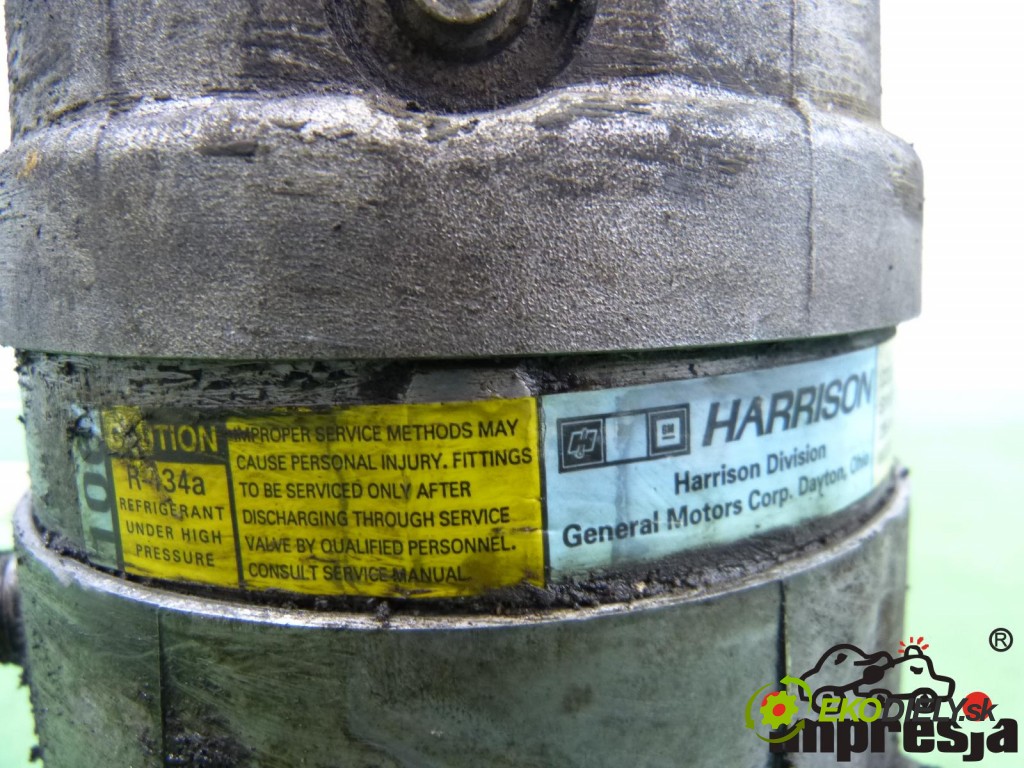 CAUTION
R-134a
REFRIGERANT
UNDER HIGH
PRESSURE
IMPROPER SERVICE METHODS MAY
CAUSE PERSONAL INJURY. FITTINGS
TO BE SERVICED ONLY AFTER
DISCHARGING THROUGH SERVICE
VALVE BY QUALIFIED PERSONNEL.
CONSULT SERVICE MANUAL.
GM
HARRISON
Harrison Division
General Motors Corp. Dayton, Ohio
®
EKODIELY.sk
impresja